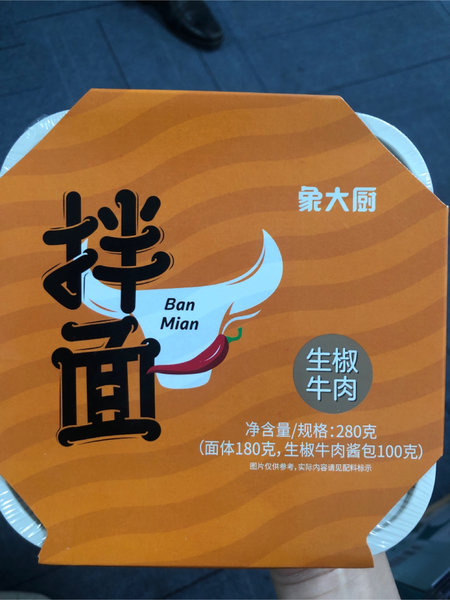 象大厨
拌面
Ban
Mian
生椒
牛肉
净含量/规格:280克
(面体180克,生椒牛肉酱包100克)
图片仅供参考,实际内容请见配料标示